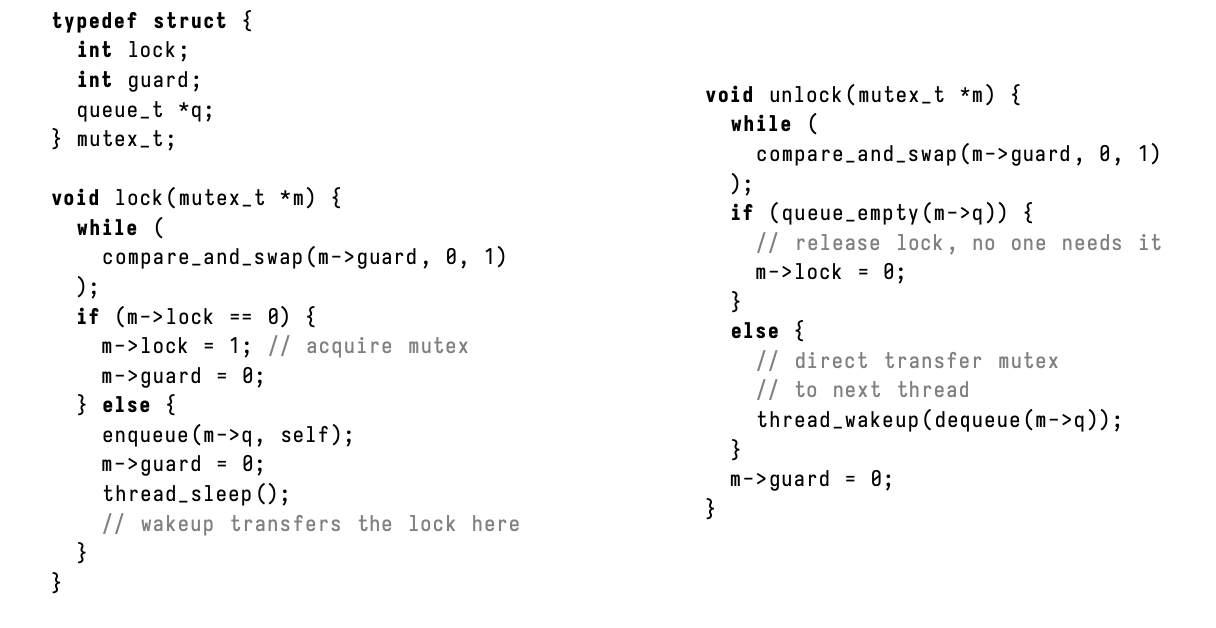 typedef struct {
  int lock;
  int guard;
  queue_t *q;
} mutex_t;

void lock(mutex_t *m) {
  while (
    compare_and_swap(m->guard, 0, 1)
  );
  if (m->lock == 0) {
    m->lock = 1; // acquire mutex
    m->guard = 0;
  } else {
    enqueue(m->q, self);
    m->guard = 0;
    thread_sleep();
    // wakeup transfers the lock here
  }
}

void unlock(mutex_t *m) {
  while (
    compare_and_swap(m->guard, 0, 1)
  );
  if (queue_empty(m->q)) {
    // release lock, no one needs it
    m->lock = 0;
  }
  else {
    // direct transfer mutex
    // to next thread
    thread_wakeup(dequeue(m->q));
  }
  m->guard = 0;
}